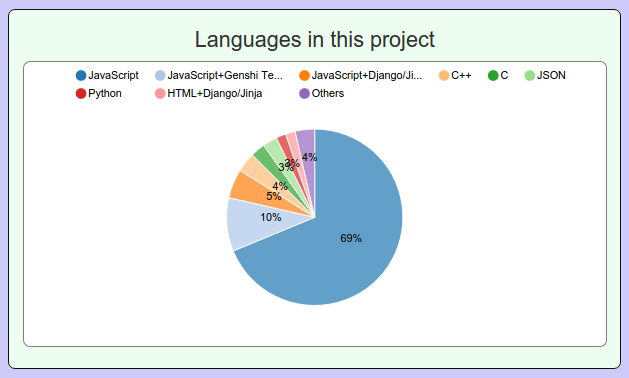 Languages in this project
JavaScript JavaScript+Genshi Te... JavaScript+Django/Ji... C++ C JSON
Python HTML+Django/Jinja Others
4%
3%
3%
4%
5%
10%
69%